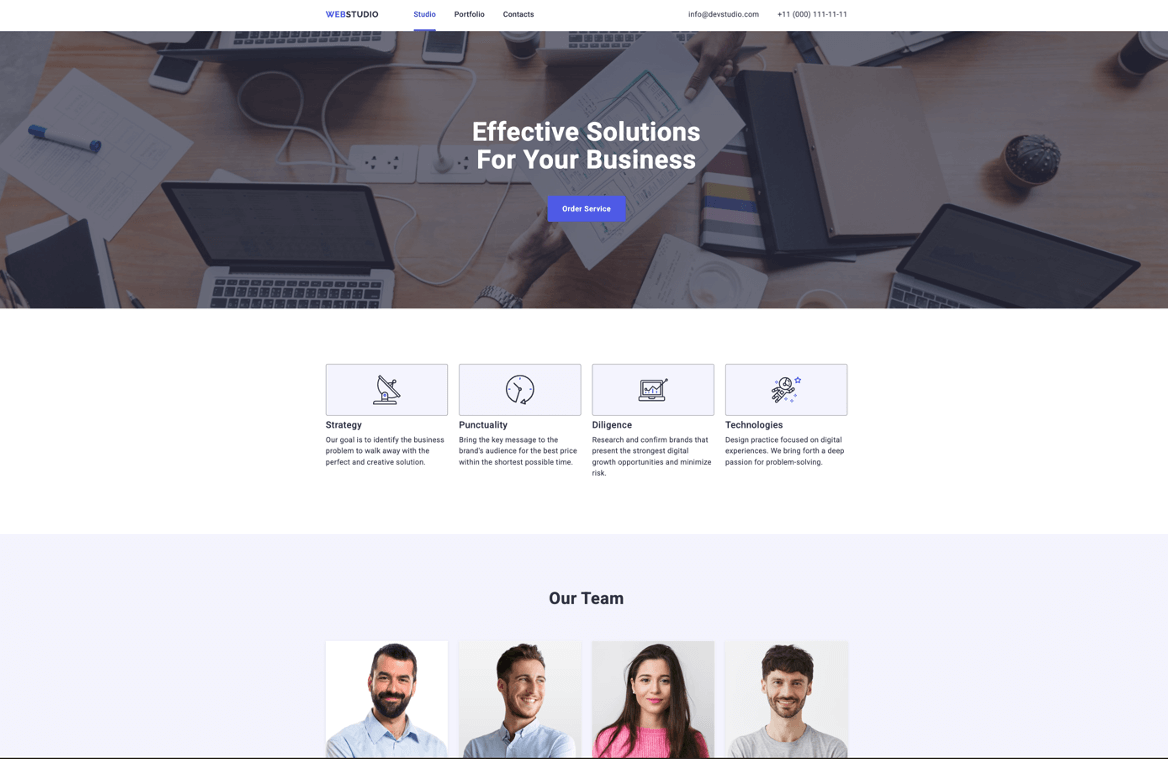 WEBSTUDIO Studio Portfolio Contacts info@devstudio.com +11 (000) 111-11-11
Effective Solutions
For Your Business
Order Service
Strategy
Our goal is to identify the business
problem to walk away with the
perfect and creative solution.
Punctuality
Bring the key message to the
brand's audience for the best price
within the shortest possible time.
Diligence
Research and confirm brands that
present the strongest digital
growth opportunities and minimize
risk.
Technologies
Design practice focused on digital
experiences. We bring forth a deep
passion for problem-solving.
Our Team